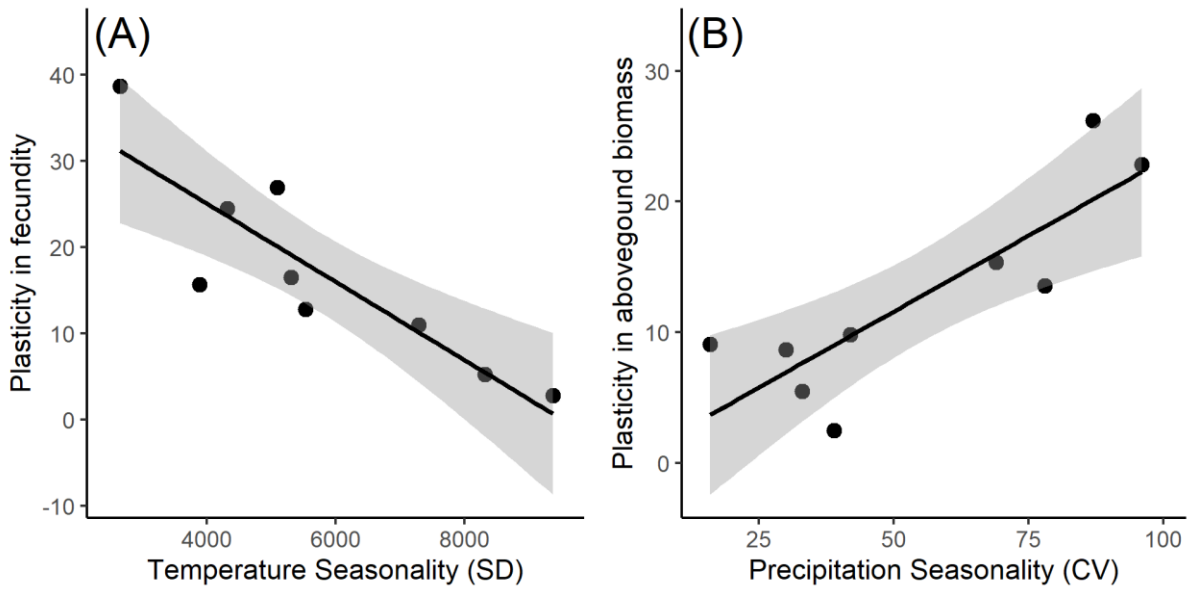 (A)
Plasticity in fecundity
40
30
20
10
0
-10
4000 6000 8000
Temperature Seasonality (SD)
(B)
Plasticity in abovegound biomass
30
20
10
0
25 50 75 100
Precipitation Seasonality (CV)